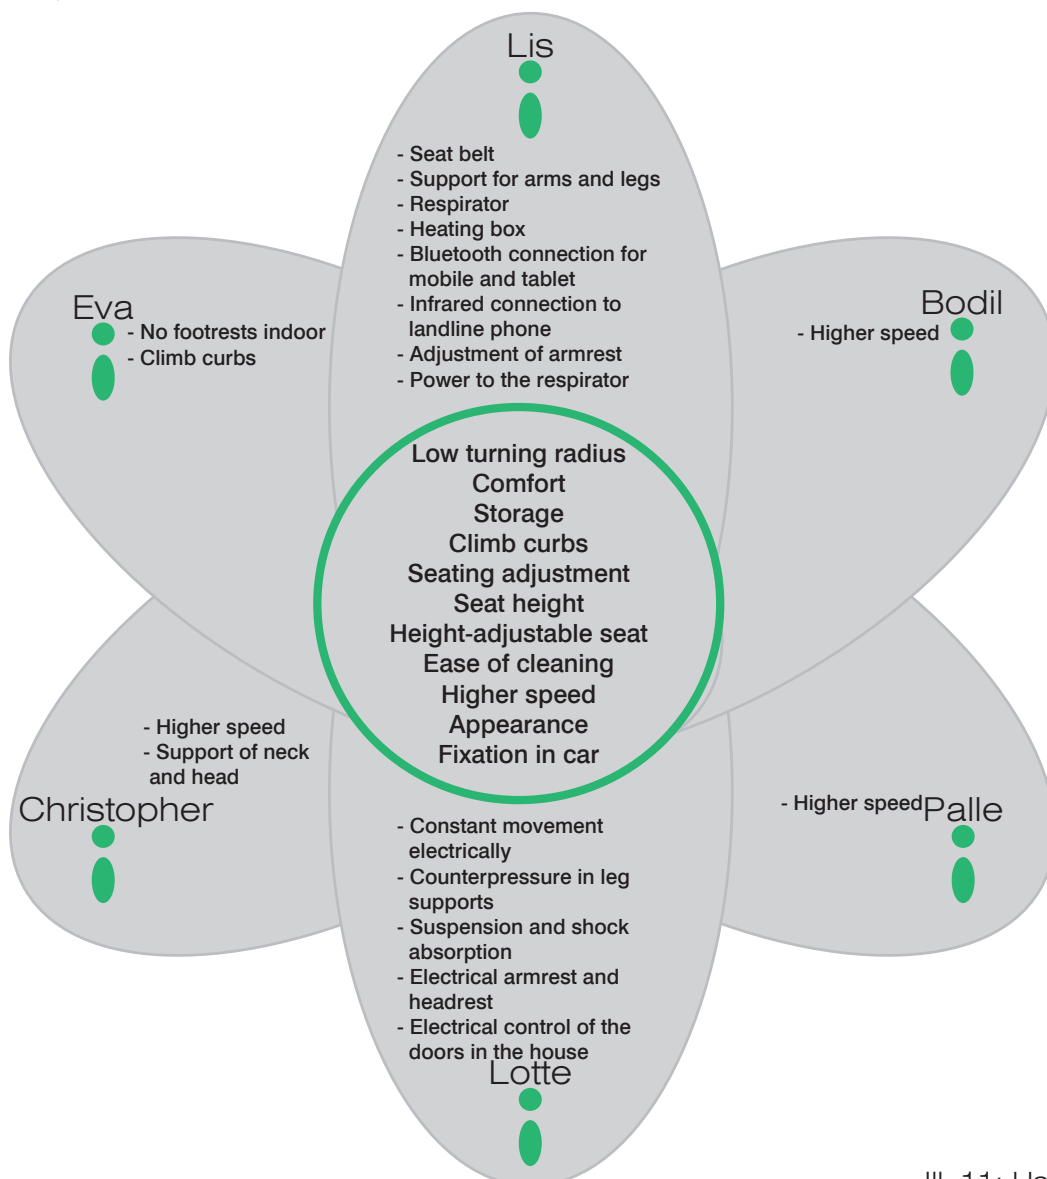 Lis
- Seat belt
- Support for arms and legs
- Respirator
- Heating box
- Bluetooth connection for
mobile and tablet
- Infrared connection to
landline phone
- Adjustment of armrest
- Power to the respirator
Eva
- No footrests indoor
- Climb curbs
Bodil
- Higher speed
Low turning radius
Comfort
Storage
Climb curbs
Seating adjustment
Seat height
Height-adjustable seat
Ease of cleaning
Higher speed
Appearance
Fixation in car
- Higher speed
- Support of neck
and head
Christopher
- Higher speed
Palle
- Constant movement
electrically
- Counterpressure in leg
supports
- Suspension and shock
absorption
- Electrical armrest and
headrest
- Electrical control of the
doors in the house
Lotte